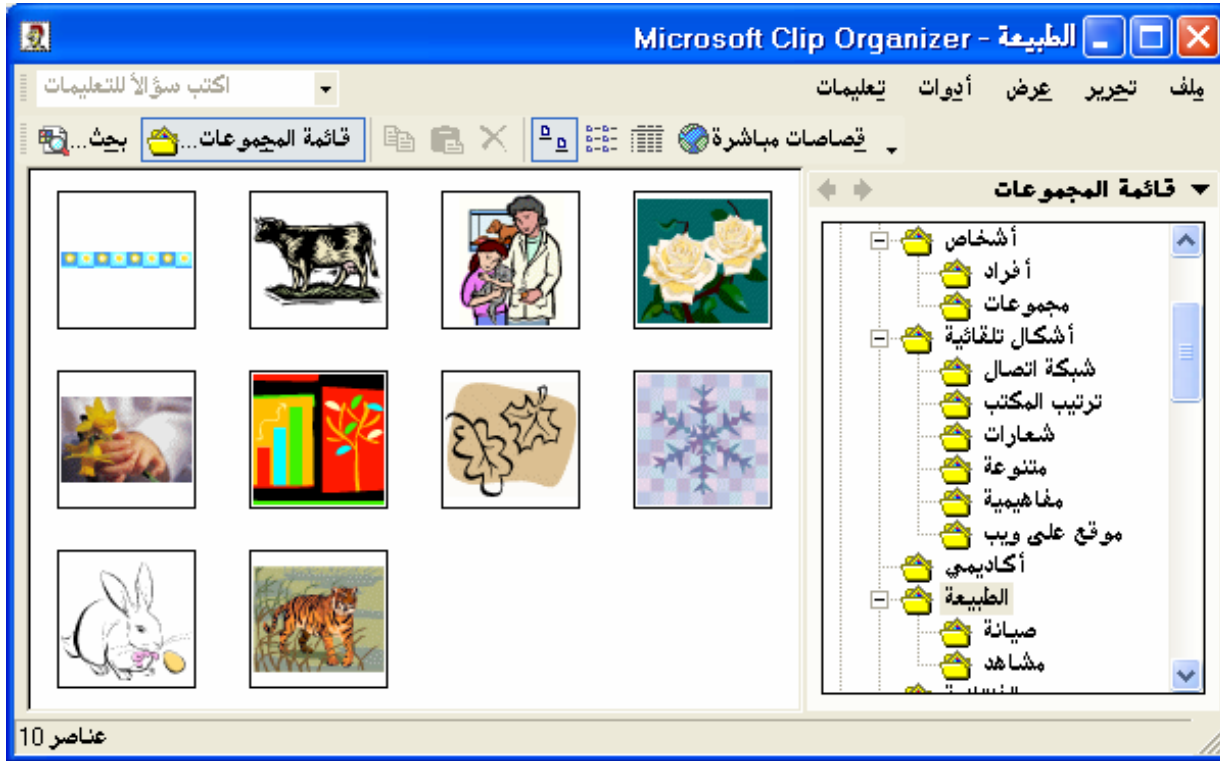 الطبيعة - Microsoft Clip Organizer
ملف تحرير عرض أدوات تعليمات اكتب سؤالاً للتعليمات
بحث... قائمة المجموعات... قصاصات مباشرة
قائمة المجموعات
أشخاص
أفراد
مجموعات
أشكال تلقائية
شبكة اتصال
ترتيب المكتب
شعارات
متنوعة
مفاهيمية
موقع على ويب
أكاديمي
الطبيعة
صيانة
مشاهد
عناصر 10